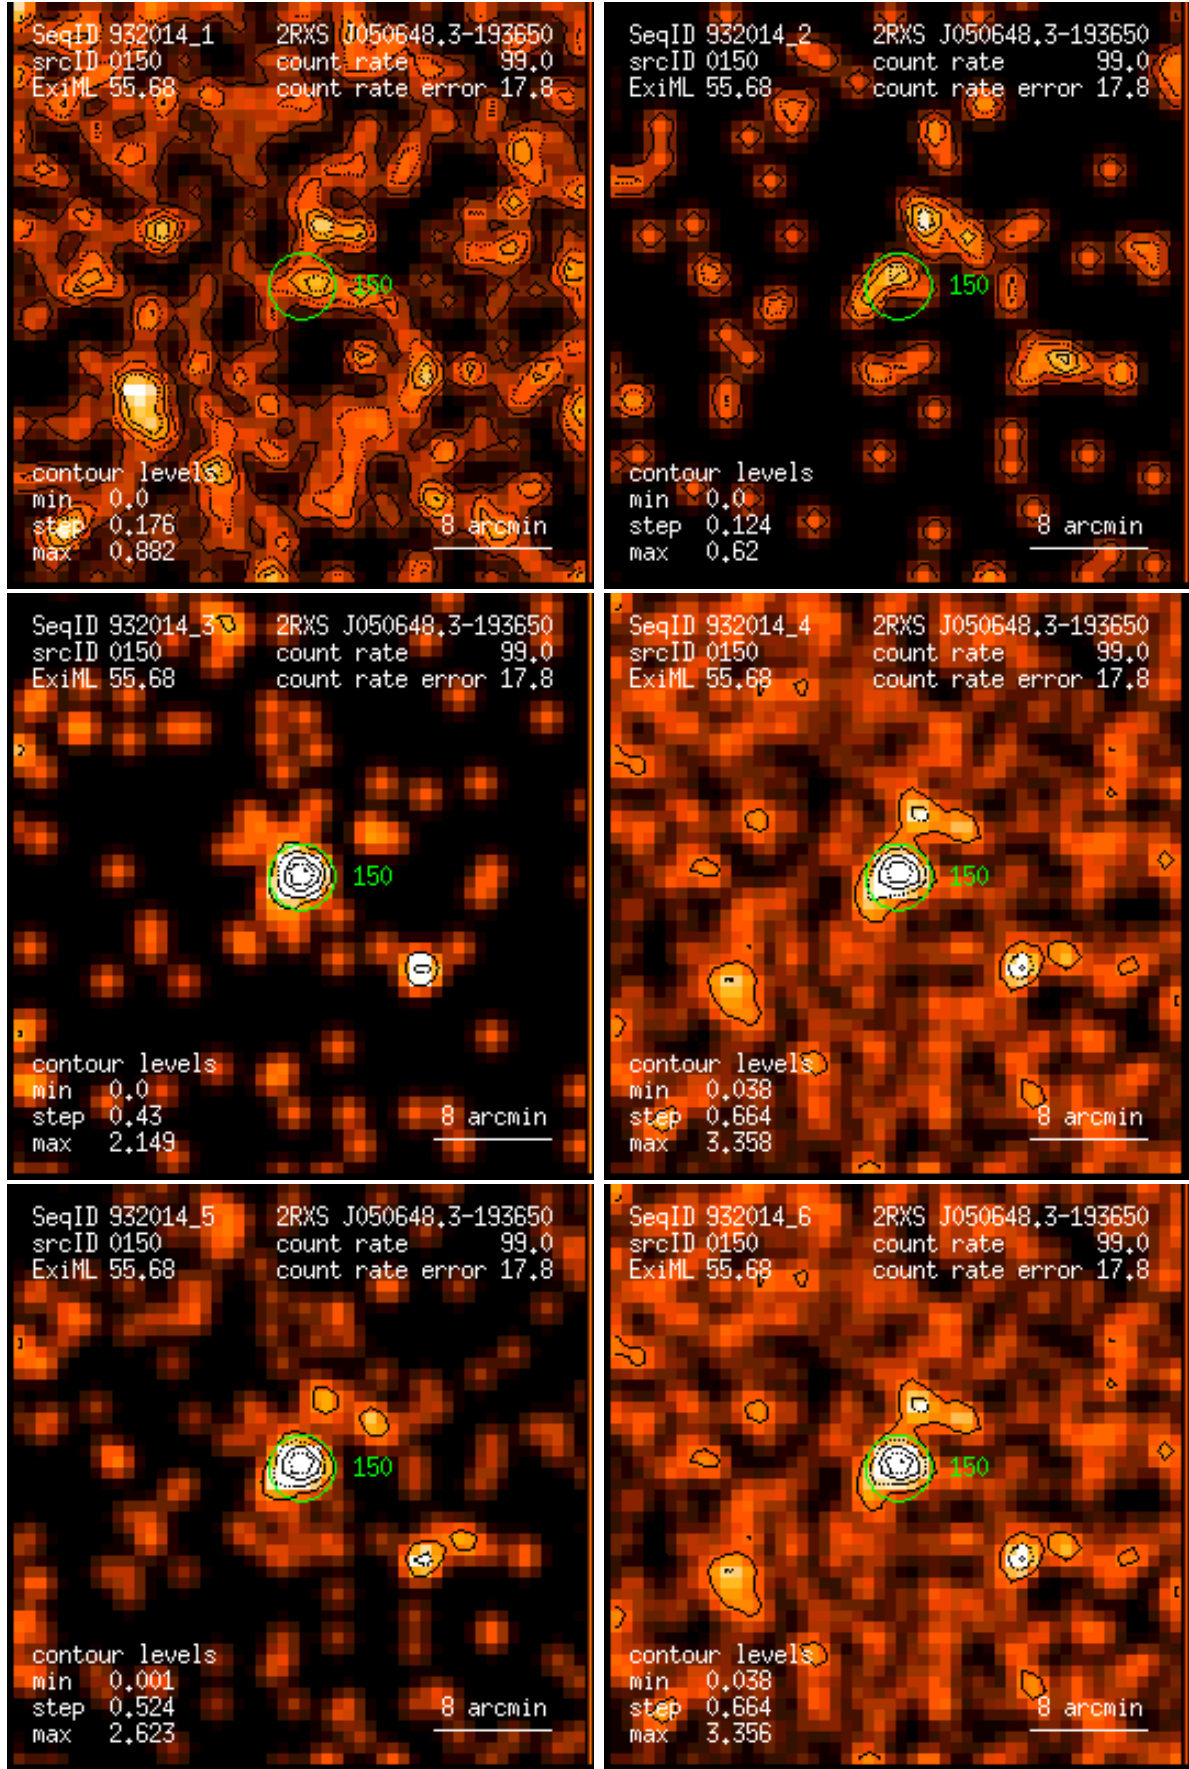 SeqID 932014_1 2RXS J050648.3-193650
srcID 0150 count rate 99.0
ExiML 55.68 count rate error 17.8
150
contour levels
min 0.0
step 0.176 8 arcmin
max 0.882
SeqID 932014_2 2RXS J050648.3-193650
srcID 0150 count rate 99.0
ExiML 55.68 count rate error 17.8
150
contour levels
min 0.0
step 0.124 8 arcmin
max 0.62
SeqID 932014_3 2RXS J050648.3-193650
srcID 0150 count rate 99.0
ExiML 55.68 count rate error 17.8
150
contour levels
min 0.0
step 0.43 8 arcmin
max 2.149
SeqID 932014_4 2RXS J050648.3-193650
srcID 0150 count rate 99.0
ExiML 55.68 count rate error 17.8
150
contour levels
min 0.038
step 0.664 8 arcmin
max 3.358
SeqID 932014_5 2RXS J050648.3-193650
srcID 0150 count rate 99.0
ExiML 55.68 count rate error 17.8
150
contour levels
min 0.001
step 0.524 8 arcmin
max 2.623
SeqID 932014_6 2RXS J050648.3-193650
srcID 0150 count rate 99.0
ExiML 55.68 count rate error 17.8
150
contour levels
min 0.038
step 0.664 8 arcmin
max 3.356